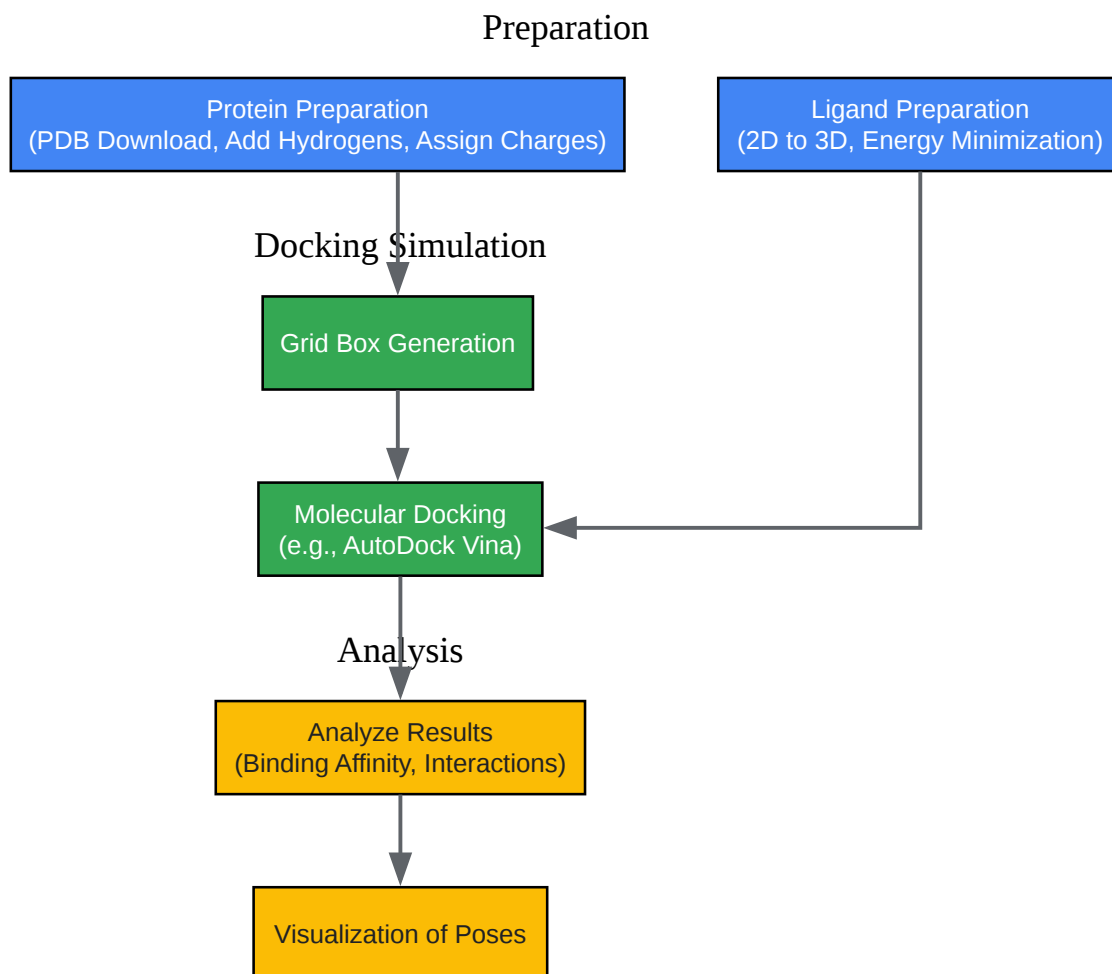 Preparation
Protein Preparation
(PDB Download, Add Hydrogens, Assign Charges)
Ligand Preparation
(2D to 3D, Energy Minimization)
Docking Simulation
Grid Box Generation
Molecular Docking
(e.g., AutoDock Vina)
Analysis
Analyze Results
(Binding Affinity, Interactions)
Visualization of Poses